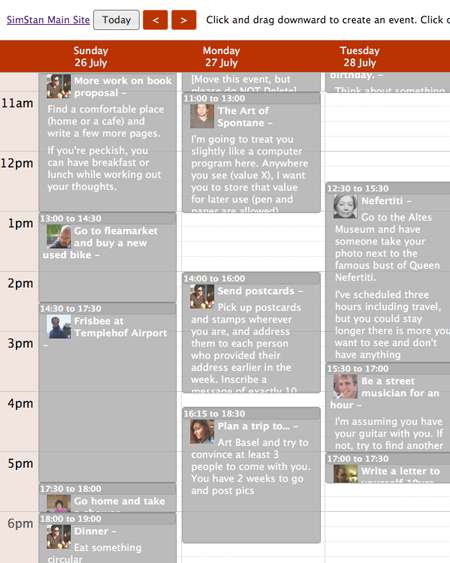 SimStan Main Site Today < > Click and drag downward to create an event. Click
Sunday
26 July
Monday
27 July
Tuesday
28 July
11am
12pm
1pm
2pm
3pm
4pm
5pm
6pm
More work on book
proposal –
Find a comfortable place
(home or a cafe) and
write a few more pages.
If you're peckish, you
can have breakfast or
lunch while working out
your thoughts.
13:00 to 14:30
Go to fleamarket
and buy a new
used bike –
14:30 to 17:30
Frisbee at
Templehof Airport
–
17:30 to 18:00
Go home and take
a shower
18:00 to 19:00
Dinner –
Eat something
circular
[Move this event, but
please do NOT Delete]
11:00 to 13:00
The Art of
Spontane –
I'm going to treat you
slightly like a computer
program here. Anywhere
you see (value X), I want
you to store that value
for later use (pen and
paper are allowed)
14:00 to 16:00
Send postcards –
Pick up postcards
and stamps wherever
you are, and address
them to each person
who provided their
address earlier in the
week. Inscribe a
message of exactly 10
16:15 to 18:30
Plan a trip to... –
Art Basel and try to
convince at least 3
people to come with you.
You have 2 weeks to go
and post pics
birthday. –
Think about something
12:30 to 15:30
Nefertiti –
Go to the Altes
Museum and have
someone take your
photo next to the
famous bust of Queen
Nefertiti.
I've scheduled three
hours including travel,
but you could stay
longer there is more you
want to see and don't
have anything
15:30 to 17:00
Be a street
musician for an
hour –
I'm assuming you have
your guitar with you. If
not, try to find another
17:00 to 17:30
Write a letter to
yourself 10yrs